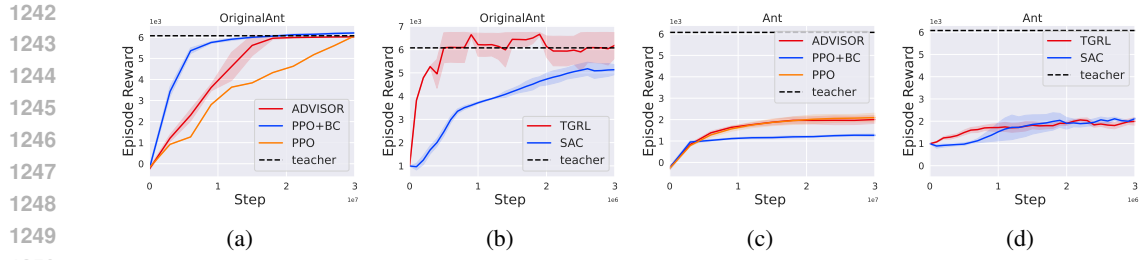 1242
1243
1244
1245
1246
1247
1248
1249
OriginalAnt
1e3
Episode Reward
6
5
4
3
2
1
0
ADVISOR
PPO+BC
PPO
teacher
0
1
2
3
Step
1e7
(a)
OriginalAnt
1e3
Episode Reward
7
6
5
4
3
2
1
0
TGRL
SAC
teacher
0
1
2
3
Step
1e6
(b)
Ant
1e3
Episode Reward
6
5
4
3
2
1
0
ADVISOR
PPO+BC
PPO
teacher
0
1
2
3
Step
1e7
(c)
Ant
1e3
Episode Reward
6
5
4
3
2
1
0
TGRL
SAC
teacher
0
1
2
3
Step
1e6
(d)